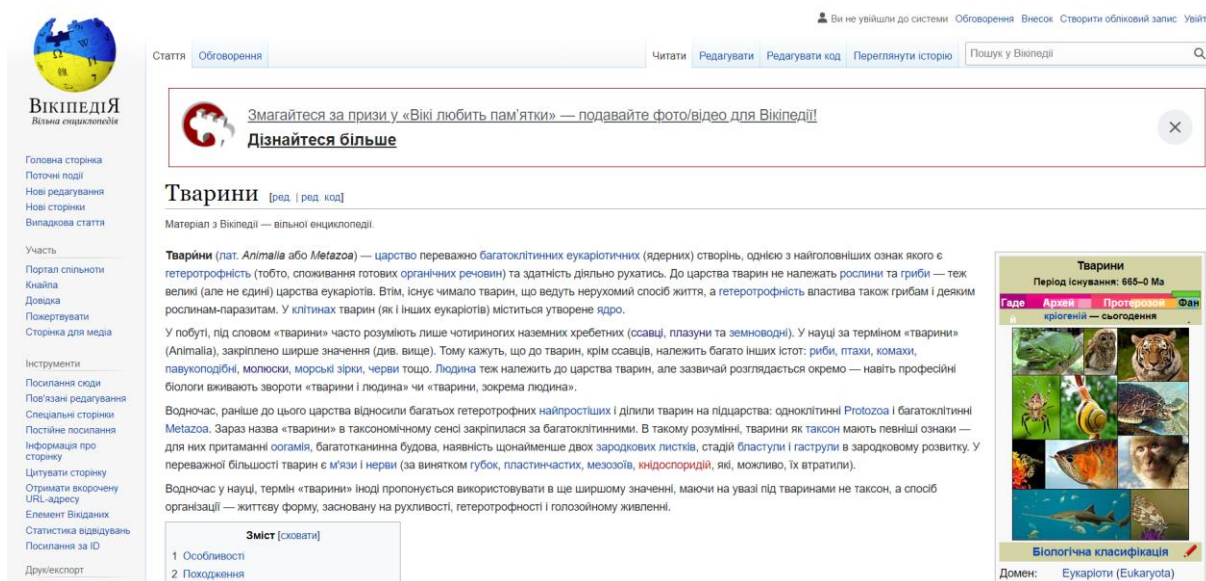 Ви не увійшли до системи Обговорення Внесок Створити обліковий запис Увійт
Стаття Обговорення Читати Редагувати Редагувати код Переглянути історію Пошук у Вікіпедії
ВікіпедіЯ
Вільна енциклопедія
Головна сторінка
Поточні події
Нові редагування
Нові сторінки
Випадкова стаття
Участь
Портал спільноти
Кнайпа
Довідка
Пожертвувати
Сторінка для медіа
Інструменти
Посилання сюди
Пов'язані редагування
Спеціальні сторінки
Постійне посилання
Інформація про
сторінку
Цитувати сторінку
Отримати вкорочену
URL-адресу
Елемент Вікіданих
Статистика відвідувань
Посилання за ID
Друк/експорт
Змагайтеся за призи у «Вікі любить пам'ятки» — подавайте фото/відео для Вікіпедії!
Дізнайтеся більше
Тварини [ред. | ред. код]
Матеріал з Вікіпедії — вільної енциклопедії.
Твари́ни (лат. Animalia або Metazoa) — царство переважно багатоклітинних еукаріотичних (ядерних) створінь, однією з найголовніших ознак якого є
гетеротрофність (тобто, споживання готових органічних речовин) та здатність діяльно рухатись. До царства тварин не належать рослини та гриби — теж
великі (але не єдині) царства еукаріотів. Втім, існує чимало тварин, що ведуть нерухомий спосіб життя, а гетеротрофність властива також грибам і деяким
рослинам-паразитам. У клітинах тварин (як і інших еукаріотів) міститься утворене ядро.
У побуті, під словом «тварини» часто розуміють лише чотириногих наземних хребетних (ссавці, плазуни та земноводні). У науці за терміном «тварини»
(Animalia), закріплено ширше значення (див. вище). Тому кажуть, що до тварин, крім ссавців, належить багато інших істот: риби, птахи, комахи,
павукоподібні, молюски, морські зірки, черви тощо. Людина теж належить до царства тварин, але зазвичай розглядається окремо — навіть професійні
біологи вживають звороти «тварини і людина» чи «тварини, зокрема людина».
Водночас, раніше до цього царства відносили багатьох гетеротрофних найпростіших і ділили тварин на підцарства: одноклітинні Protozoa і багатоклітинні
Metazoa. Зараз назва «тварини» в таксономічному сенсі закріпилася за багатоклітинними. В такому розумінні, тварини як таксон мають певніші ознаки —
для них притаманні оогамія, багатотканинна будова, наявність щонайменше двох зародкових листків, стадій бластули і гаструли в зародковому розвитку. У
переважної більшості тварин є м'язи і нерви (за винятком губок, пластинчастих, мезозоїв, кнідоспоридій, які, можливо, їх втратили).
Водночас у науці, термін «тварини» іноді пропонується використовувати в ще ширшому значенні, маючи на увазі під тваринами не таксон, а спосіб
організації — життєву форму, засновану на рухливості, гетеротрофності і голозойному живленні.
Зміст [сховати]
1 Особливості
2 Походження
Тварини
Період існування: 665–0 Ma
Гаде
й Архей Протерозой Фан
кріогеній — сьогодення
Біологічна класифікація
Домен: Еукаріоти (Eukaryota)